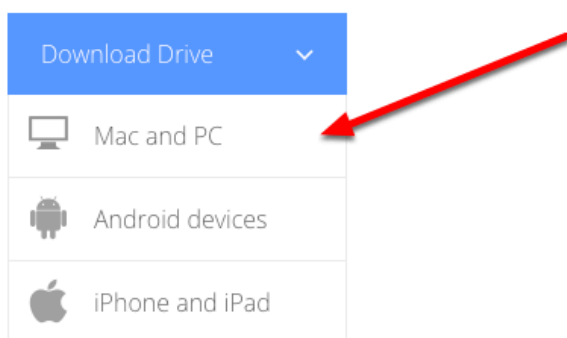 Download Drive
Mac and PC
Android devices
iPhone and iPad